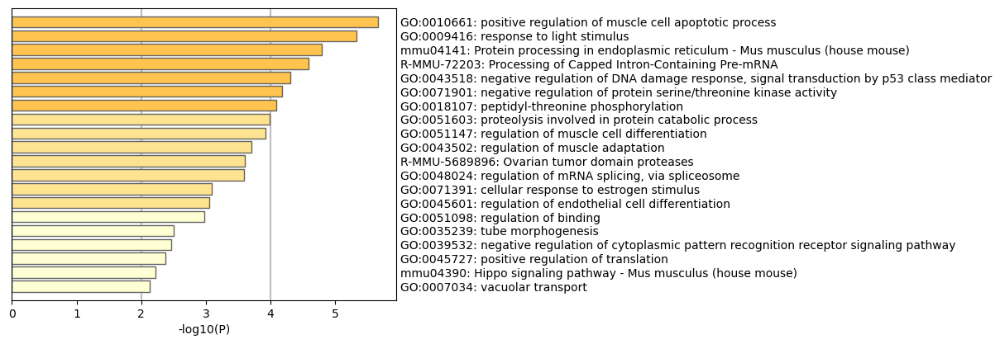 GO:0010661: positive regulation of muscle cell apoptotic process
GO:0009416: response to light stimulus
mmu04141: Protein processing in endoplasmic reticulum - Mus musculus (house mouse)
R-MMU-72203: Processing of Capped Intron-Containing Pre-mRNA
GO:0043518: negative regulation of DNA damage response, signal transduction by p53 class mediator
GO:0071901: negative regulation of protein serine/threonine kinase activity
GO:0018107: peptidyl-threonine phosphorylation
GO:0051603: proteolysis involved in protein catabolic process
GO:0051147: regulation of muscle cell differentiation
GO:0043502: regulation of muscle adaptation
R-MMU-5689896: Ovarian tumor domain proteases
GO:0048024: regulation of mRNA splicing, via spliceosome
GO:0071391: cellular response to estrogen stimulus
GO:0045601: regulation of endothelial cell differentiation
GO:0051098: regulation of binding
GO:0035239: tube morphogenesis
GO:0039532: negative regulation of cytoplasmic pattern recognition receptor signaling pathway
GO:0045727: positive regulation of translation
mmu04390: Hippo signaling pathway - Mus musculus (house mouse)
GO:0007034: vacuolar transport
0 1 2 3 4 5
-log10(P)